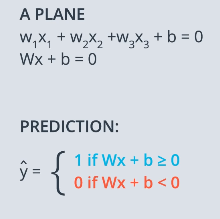 A PLANE
w₁x₁ + w₂x₂ +w₃x₃ + b = 0
Wx + b = 0
PREDICTION:
ŷ = { 1 if Wx + b ≥ 0
0 if Wx + b < 0